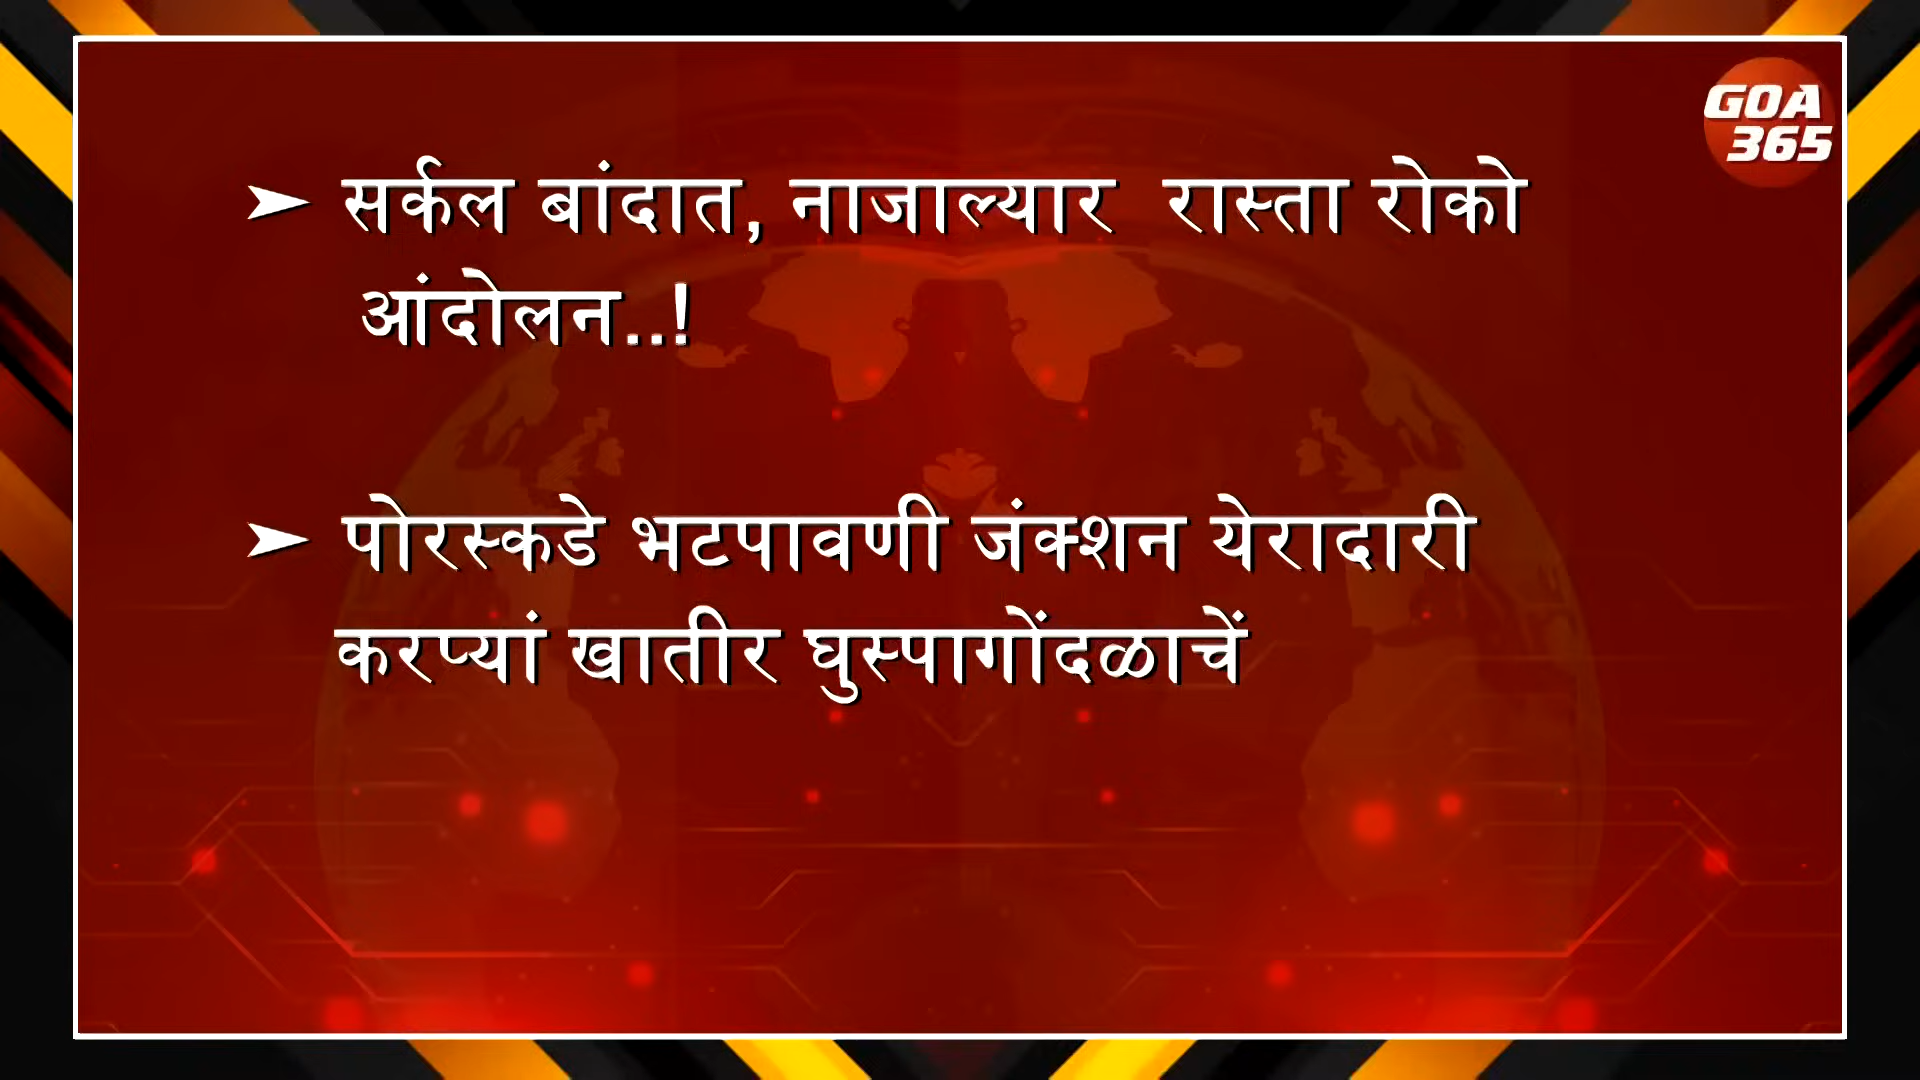 GOA
365
➤ सर्कल बांदात, नाजाल्यार रास्ता रोको
आंदोलन..!
➤ पोरस्कडे भटपावणी जंक्शन येरादारी
करप्यां खातीर घुस्पागोंदळाचें